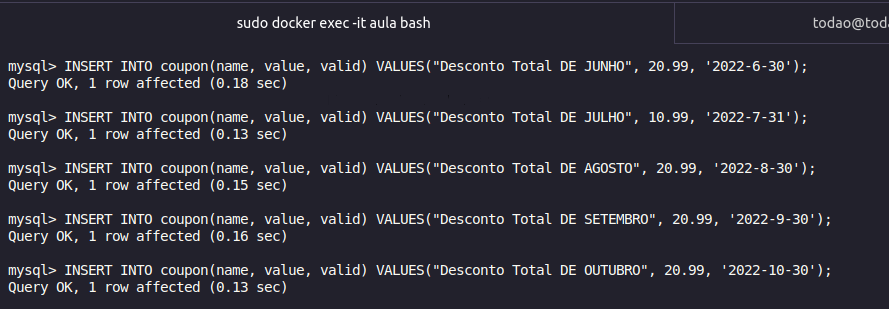 sudo docker exec -it aula bash
todao@toda
mysql> INSERT INTO coupon(name, value, valid) VALUES("Desconto Total DE JUNHO", 20.99, '2022-6-30');
Query OK, 1 row affected (0.18 sec)
mysql> INSERT INTO coupon(name, value, valid) VALUES("Desconto Total DE JULHO", 10.99, '2022-7-31');
Query OK, 1 row affected (0.13 sec)
mysql> INSERT INTO coupon(name, value, valid) VALUES("Desconto Total DE AGOSTO", 20.99, '2022-8-30');
Query OK, 1 row affected (0.15 sec)
mysql> INSERT INTO coupon(name, value, valid) VALUES("Desconto Total DE SETEMBRO", 20.99, '2022-9-30');
Query OK, 1 row affected (0.16 sec)
mysql> INSERT INTO coupon(name, value, valid) VALUES("Desconto Total DE OUTUBRO", 20.99, '2022-10-30');
Query OK, 1 row affected (0.13 sec)